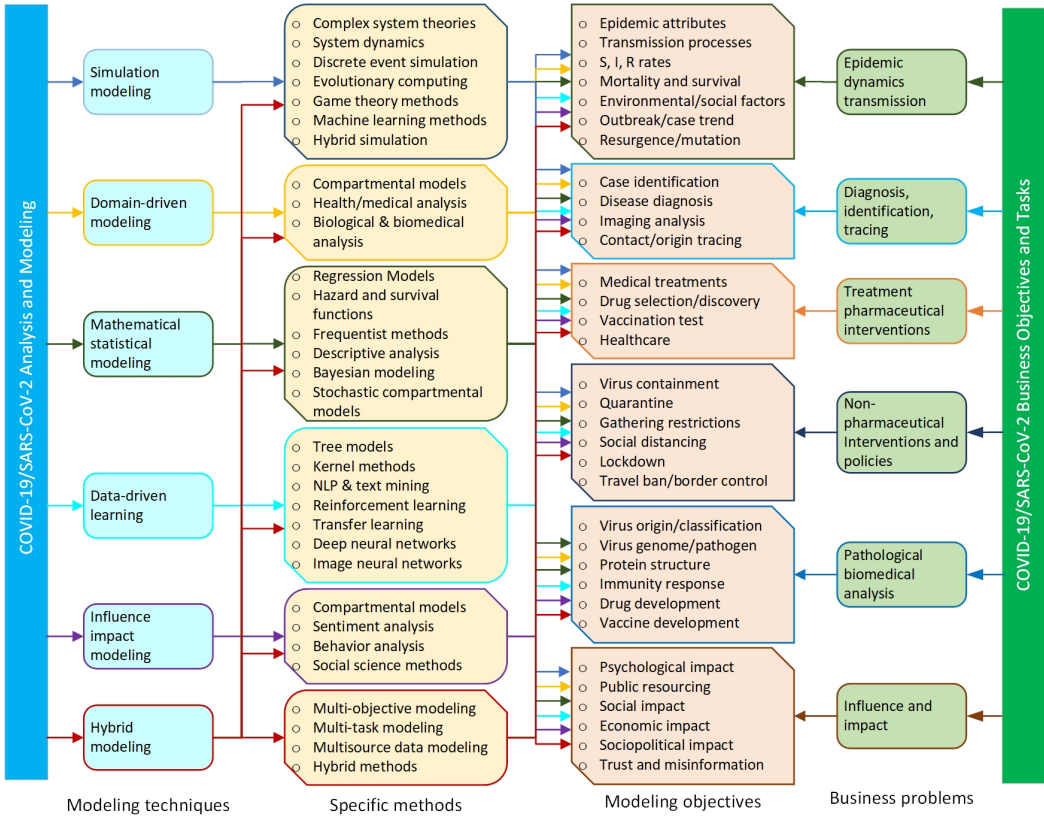 COVID-19/SARS-CoV-2 Analysis and Modeling
Simulation
modeling
Domain-driven
modeling
Mathematical
statistical
modeling
Data-driven
learning
Influence
impact
modeling
Hybrid
modeling
Modeling techniques
Complex system theories
System dynamics
Discrete event simulation
Evolutionary computing
Game theory methods
Machine learning methods
Hybrid simulation
Compartmental models
Health/medical analysis
Biological & biomedical
analysis
Regression Models
Hazard and survival
functions
Frequentist methods
Descriptive analysis
Bayesian modeling
Stochastic compartmental
models
Tree models
Kernel methods
NLP & text mining
Reinforcement learning
Transfer learning
Deep neural networks
Image neural networks
Compartmental models
Sentiment analysis
Behavior analysis
Social science methods
Multi-objective modeling
Multi-task modeling
Multisource data modeling
Hybrid methods
Specific methods
Epidemic attributes
Transmission processes
S, I, R rates
Mortality and survival
Environmental/social factors
Outbreak/case trend
Resurgence/mutation
Case identification
Disease diagnosis
Imaging analysis
Contact/origin tracing
Medical treatments
Drug selection/discovery
Vaccination test
Healthcare
Virus containment
Quarantine
Gathering restrictions
Social distancing
Lockdown
Travel ban/border control
Virus origin/classification
Virus genome/pathogen
Protein structure
Immunity response
Drug development
Vaccine development
Psychological impact
Public resourcing
Social impact
Economic impact
Sociopolitical impact
Trust and misinformation
Modeling objectives
Epidemic
dynamics
transmission
Diagnosis,
identification,
tracing
Treatment
pharmaceutical
interventions
Non-
pharmaceutical
Interventions and
policies
Pathological
biomedical
analysis
Influence and
impact
Business problems
COVID-19/SARS-CoV-2 Business Objectives and Tasks